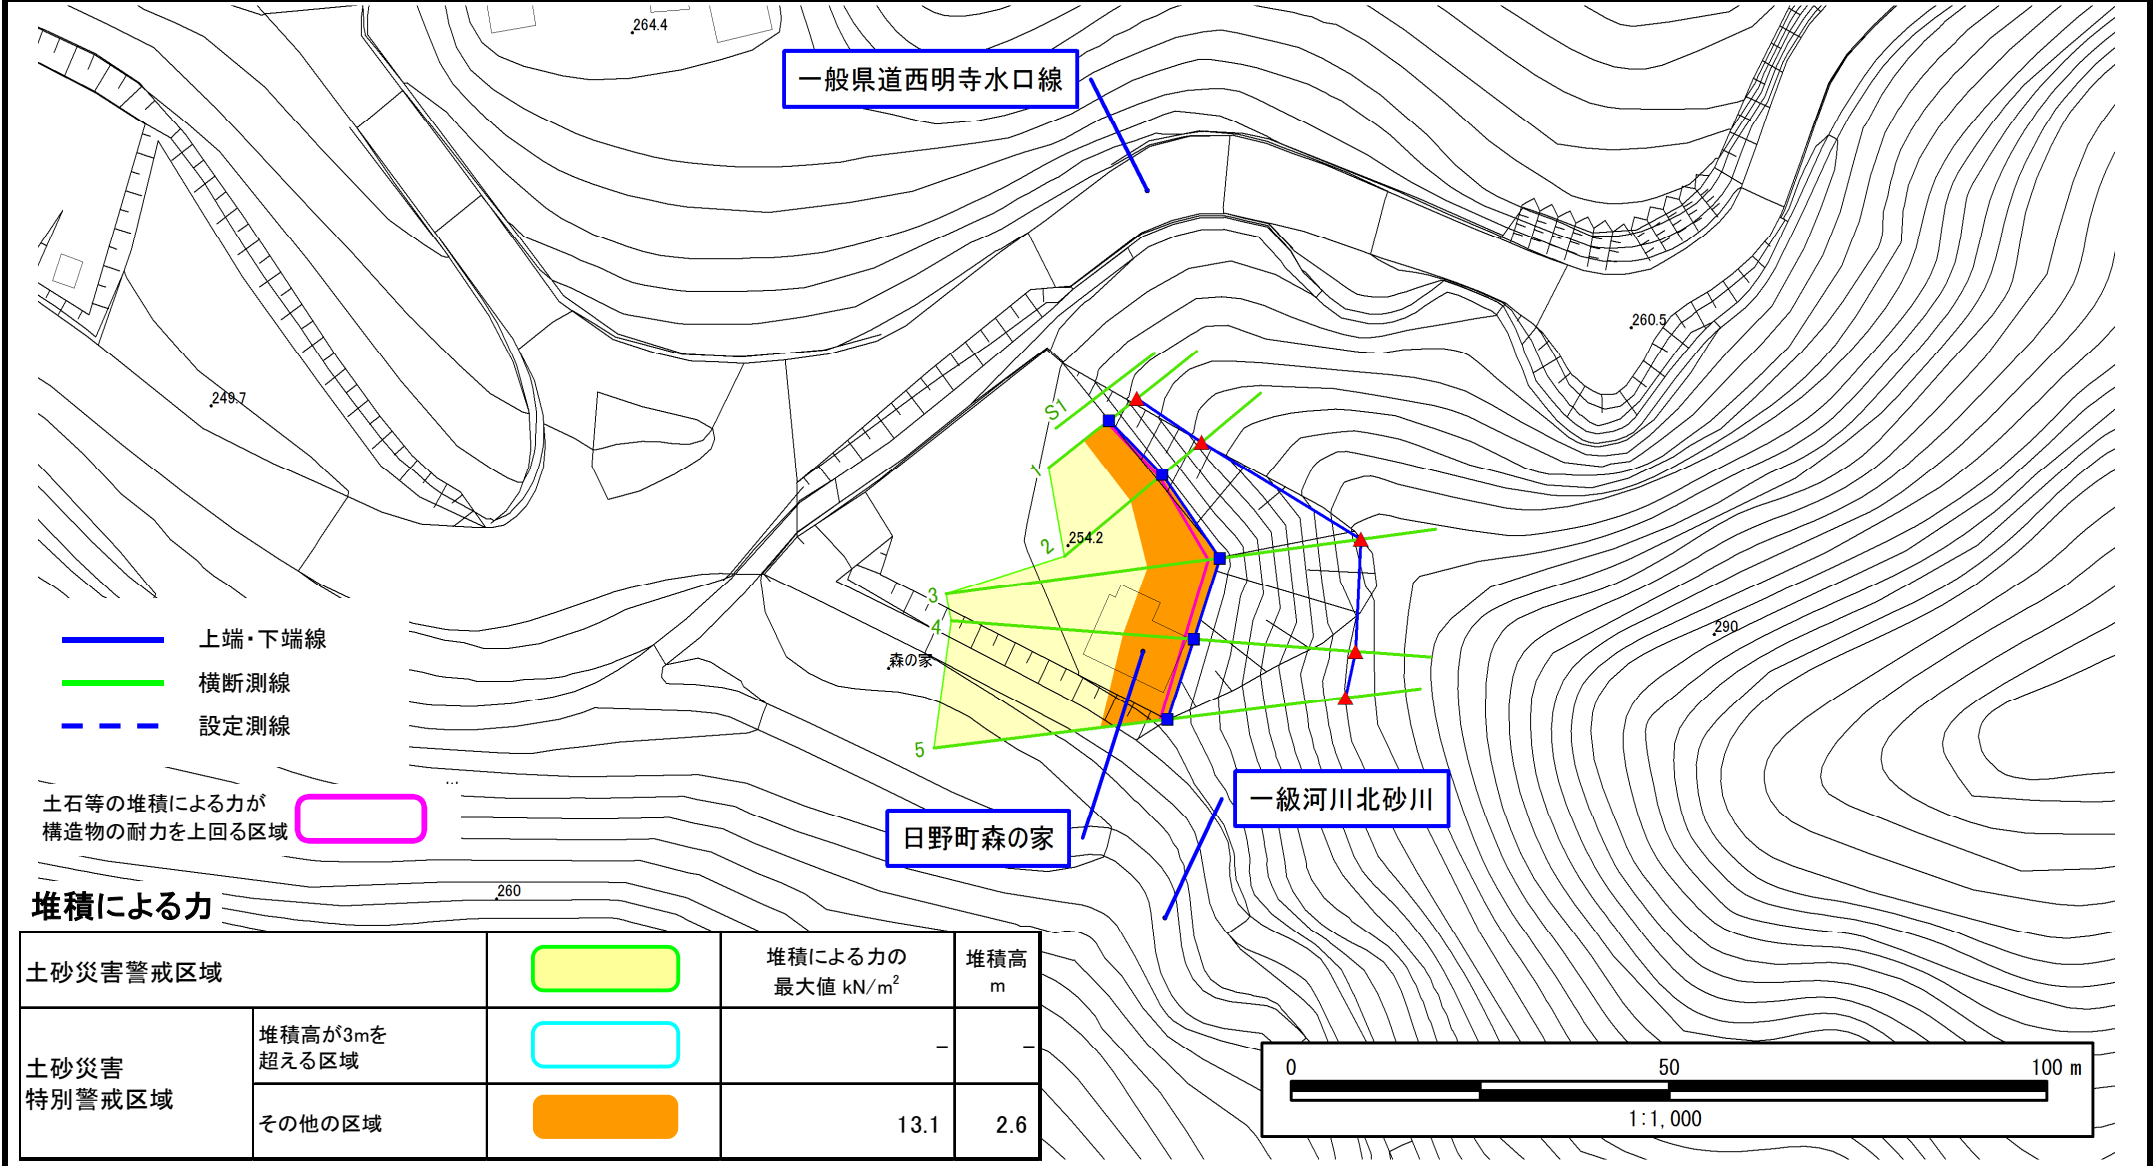 264.4
一般県道西明寺水口線
260.5
249.7
S1
1
2
254.2
3
4
森の家
5
290
上端・下端線
横断測線
設定測線
土石等の堆積による力が
構造物の耐力を上回る区域
一級河川北砂川
日野町森の家
260
堆積による力
土砂災害警戒区域
堆積による力の
最大値 kN/m²
堆積高
m
土砂災害
特別警戒区域
堆積高が3mを
超える区域
－
－
その他の区域
13.1
2.6
0 50 100 m
1:1,000